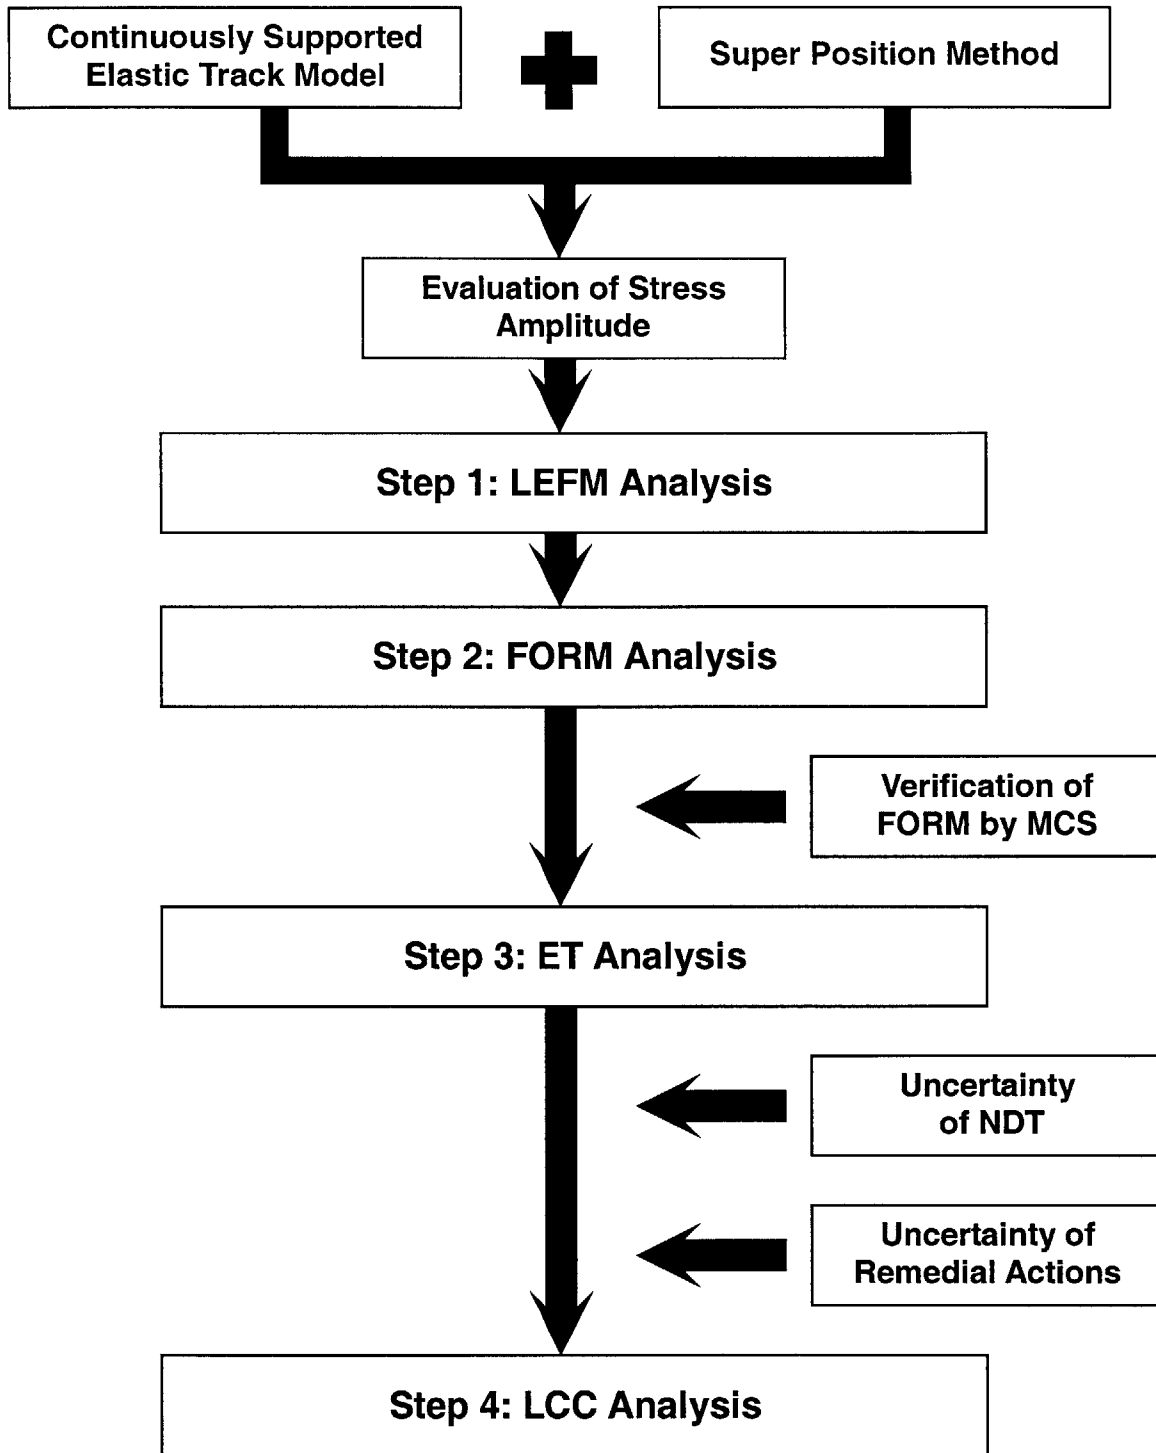 Continuously Supported
Elastic Track Model
Super Position Method
Evaluation of Stress
Amplitude
Step 1: LEFM Analysis
Step 2: FORM Analysis
Verification of
FORM by MCS
Step 3: ET Analysis
Uncertainty
of NDT
Uncertainty of
Remedial Actions
Step 4: LCC Analysis